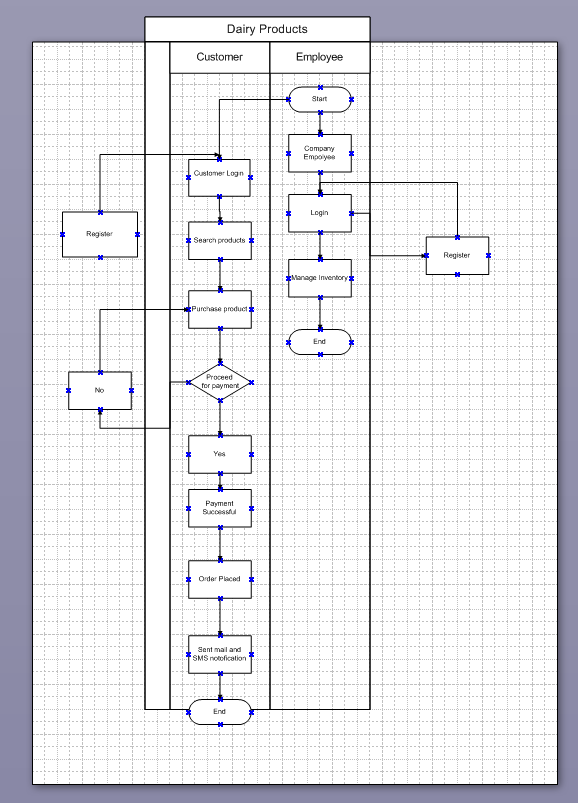 Dairy Products
Customer
Employee
Start
Company
Empolyee
Customer Login
Login
Register
Search products
Register
Manage Inventory
Purchase product
End
Proceed
for payment
No
Yes
Payment
Successful
Order Placed
Sent mail and
SMS notofication
End